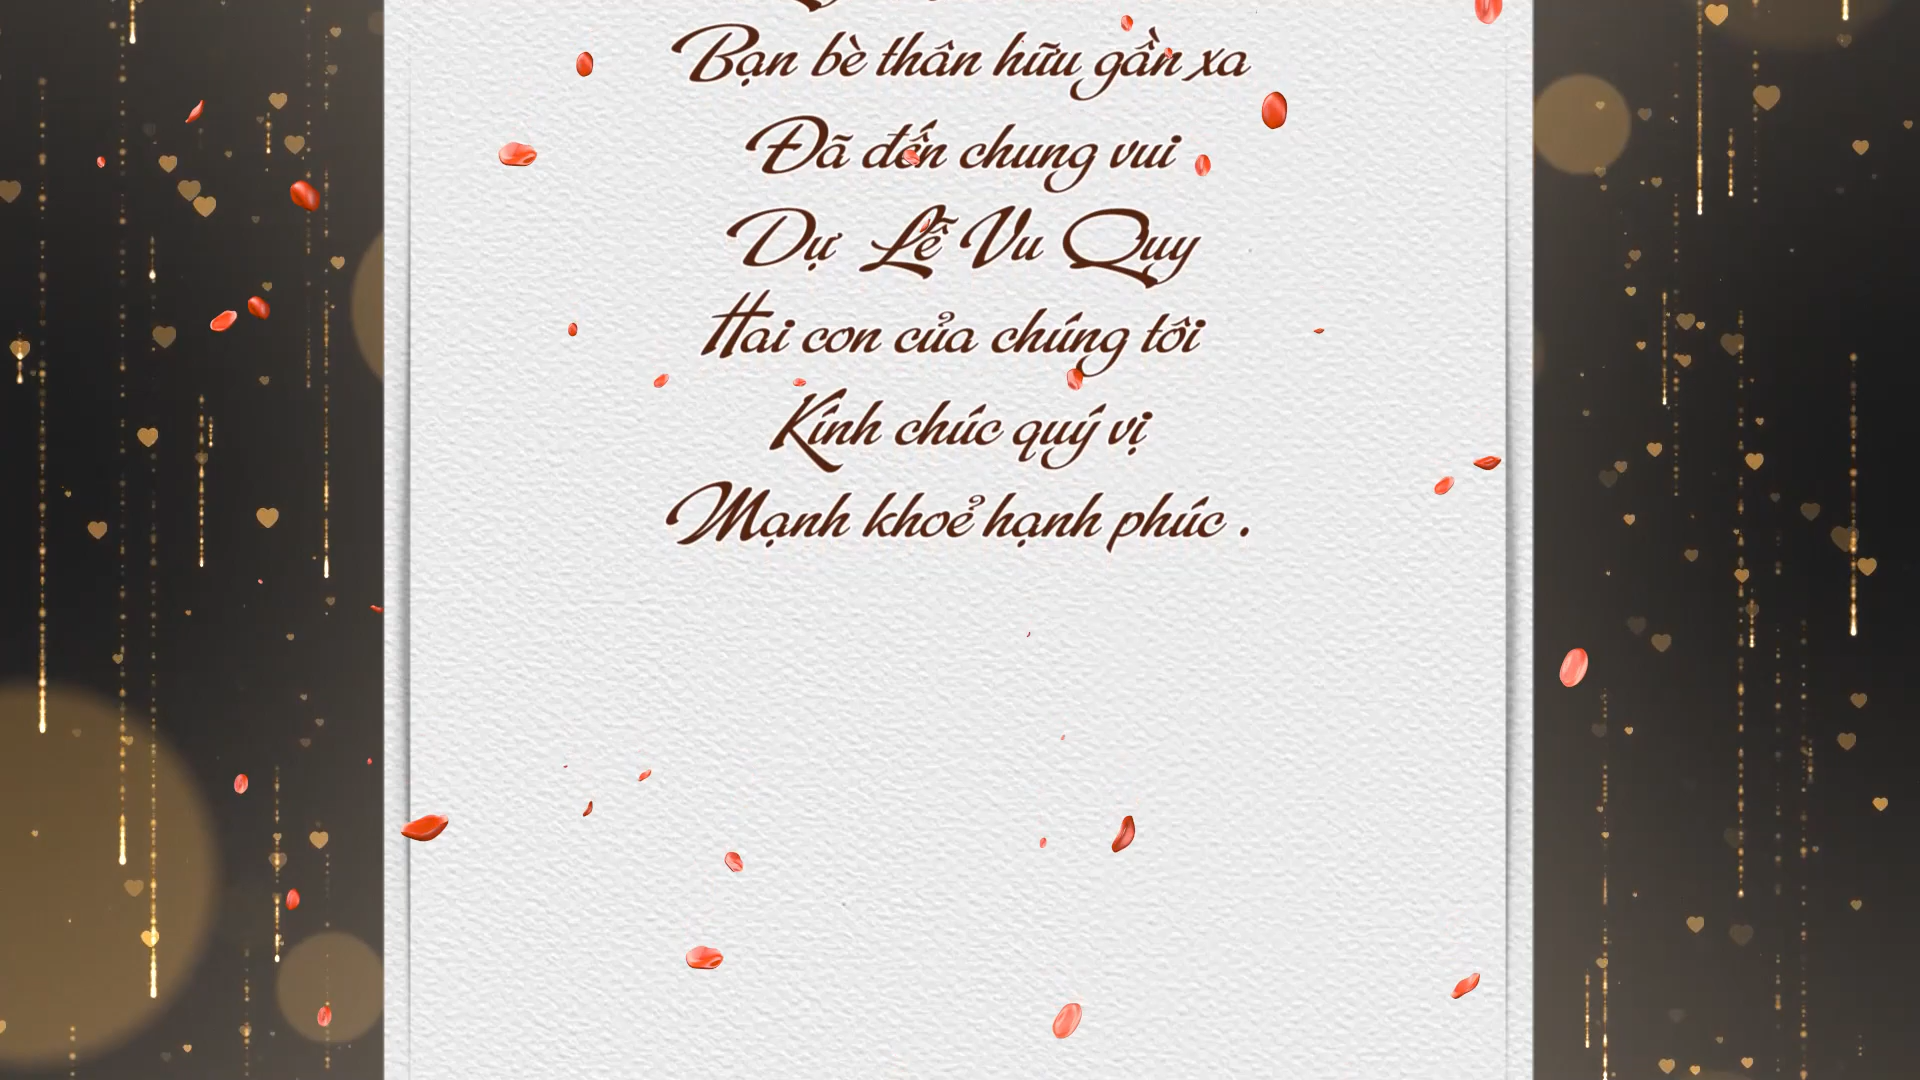 Bạn bè thân hữu gần xa
Đã đến chung vui
Dự Lễ Vu Quy
Hai con của chúng tôi
Kính chúc quý vị
Mạnh khoẻ hạnh phúc .